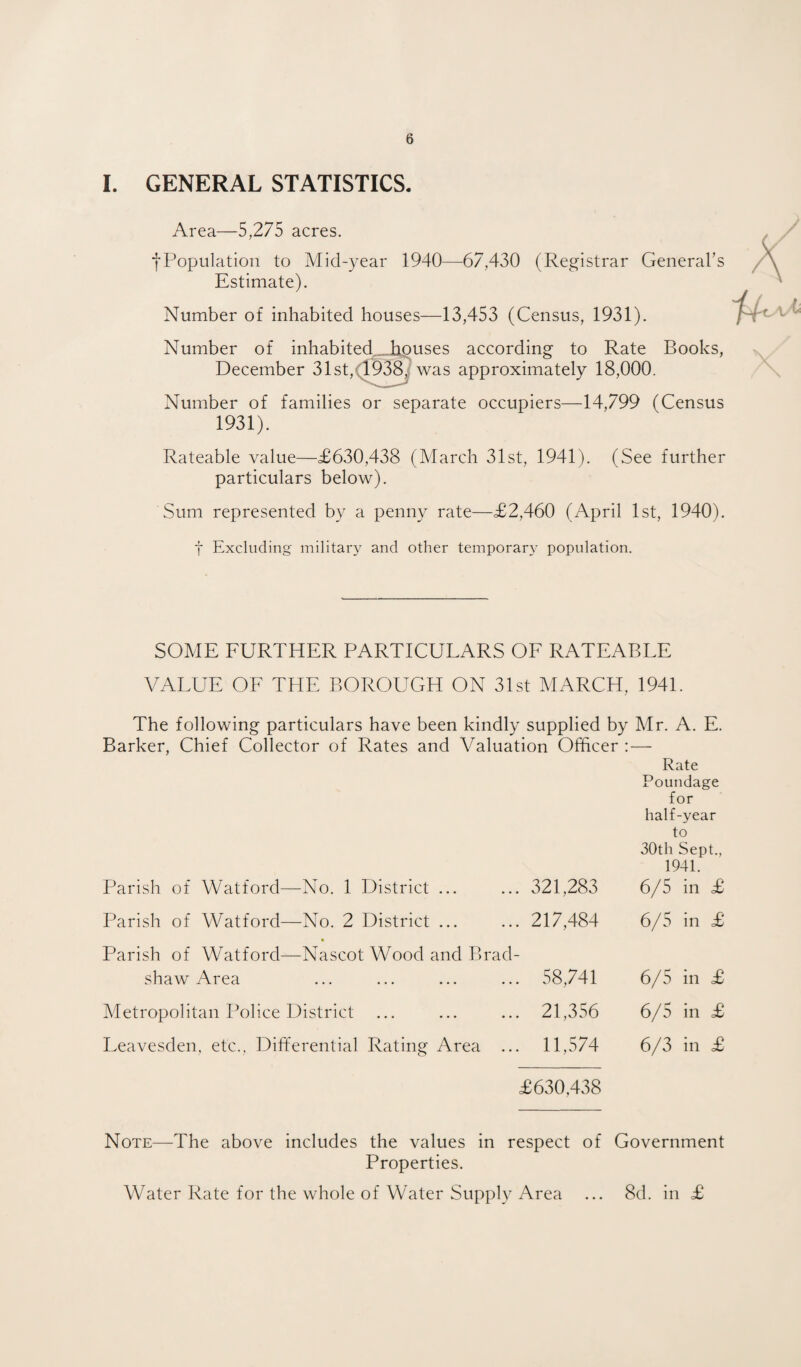 6
I. GENERAL STATISTICS.
Area—5,275 acres.
†Population to Mid-year 1940—67,430 (Registrar General's
Estimate).
Number of inhabited houses—13,453 (Census, 1931).
Number of inhabited houses according to Rate Books,
December 31st, 1938, was approximately 18,000.
Number of families or separate occupiers—14,799 (Census
1931).
Rateable value—£630,438 (March 31st, 1941). (See further
particulars below).
Sum represented by a penny rate—£2,460 (April 1st, 1940).
† Excluding military and other temporary population.
SOME FURTHER PARTICULARS OF RATEABLE
VALUE OF THE BOROUGH ON 31st MARCH, 1941.
The following particulars have been kindly supplied by Mr. A. E.
Barker, Chief Collector of Rates and Valuation Officer :—
Rate
Poundage
for
half-year
to
30th Sept.,
1941.
Parish of Watford—No. 1 District ... ... 321,283 6/5 in £
Parish of Watford—No. 2 District ... ... 217,484 6/5 in £
Parish of Watford—Nascot Wood and Brad-
shaw Area ... ... ... ... 58,741 6/5 in £
Metropolitan Police District ... ... ... 21,356 6/5 in £
Leavesden, etc., Differential Rating Area ... 11,574 6/3 in £
£630,438
Note—The above includes the values in respect of Government
Properties.
Water Rate for the whole of Water Supply Area ... 8d. in £